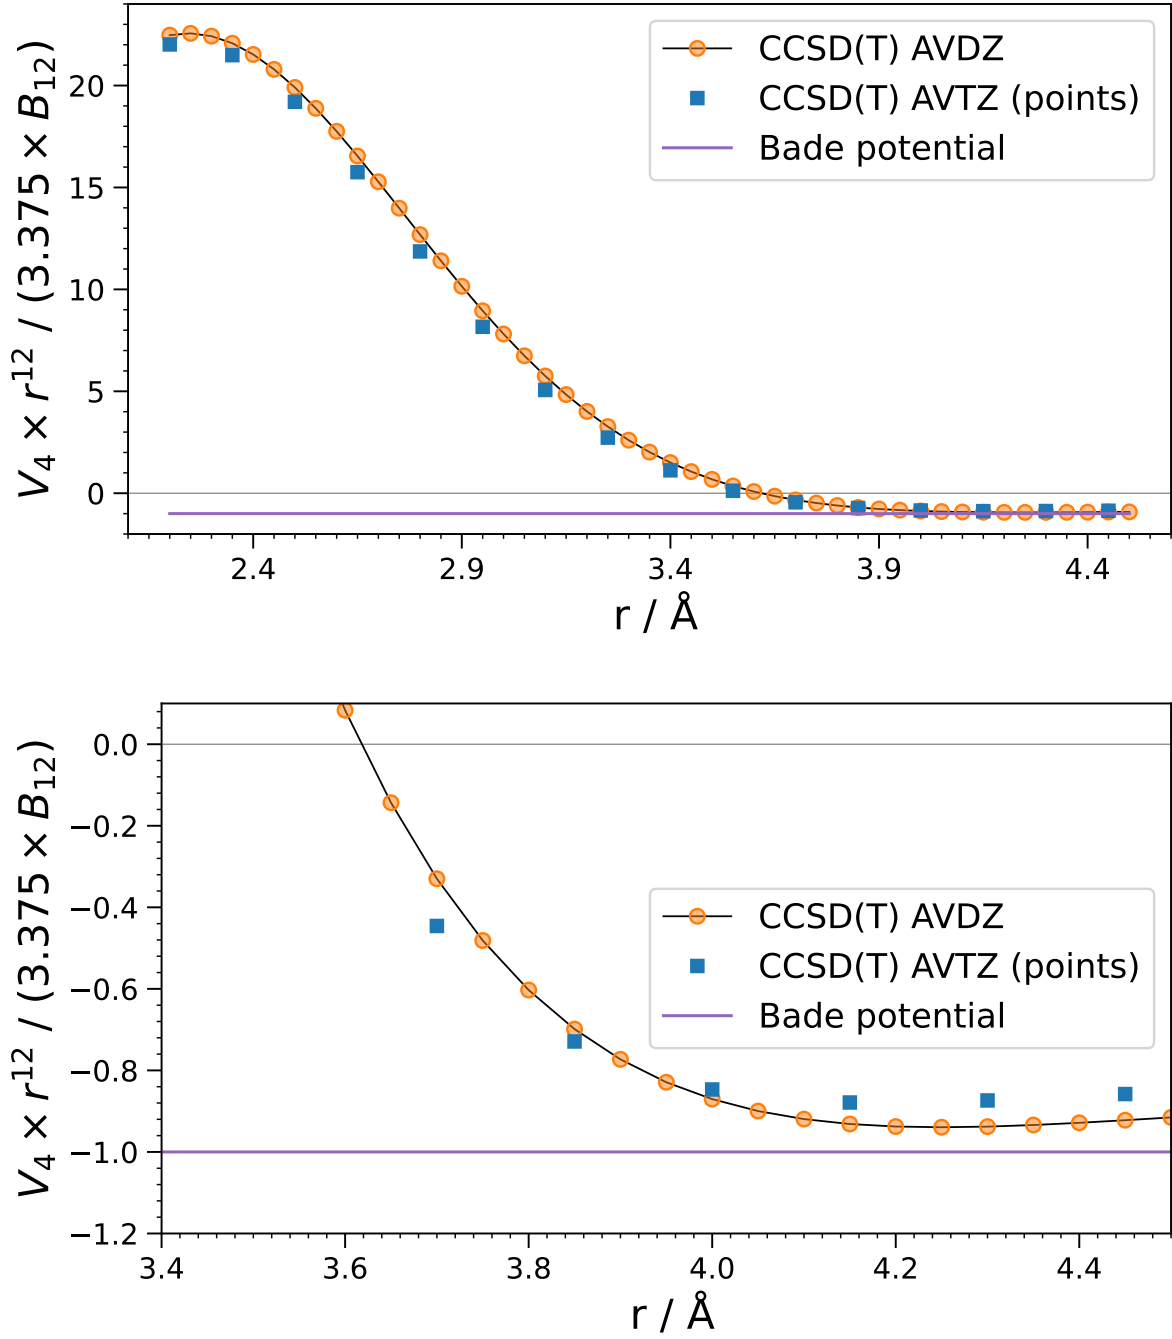 V₄ × r¹² / (3.375 × B₁₂)
20
15
10
5
0
CCSD(T) AVDZ
CCSD(T) AVTZ (points)
Bade potential
2.4 2.9 3.4 3.9 4.4
r / Å
V₄ × r¹² / (3.375 × B₁₂)
0.0
−0.2
−0.4
−0.6
−0.8
−1.0
−1.2
CCSD(T) AVDZ
CCSD(T) AVTZ (points)
Bade potential
3.4 3.6 3.8 4.0 4.2 4.4
r / Å